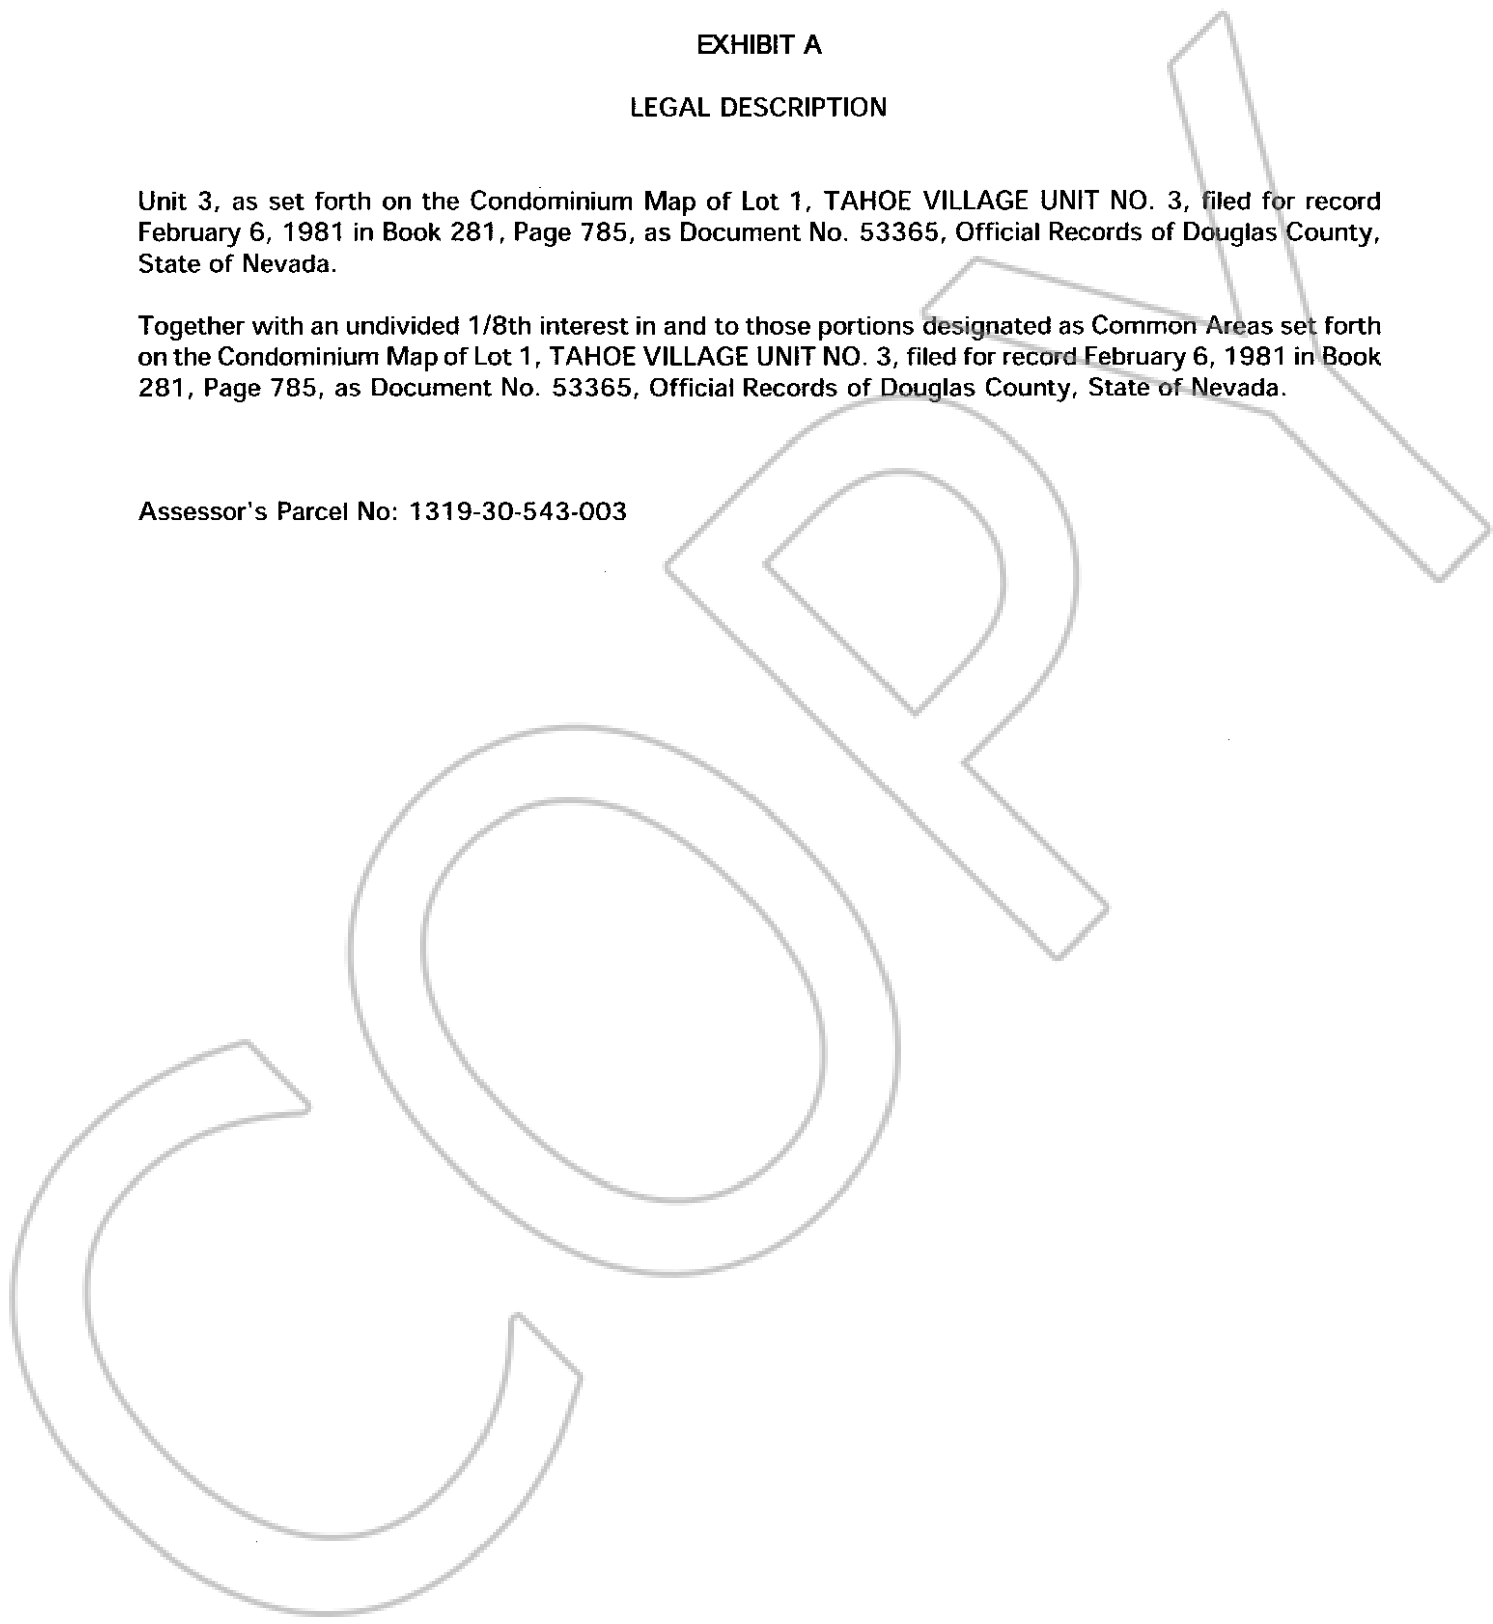 EXHIBIT A
LEGAL DESCRIPTION
Unit 3, as set forth on the Condominium Map of Lot 1, TAHOE VILLAGE UNIT NO. 3, filed for record
February 6, 1981 in Book 281, Page 785, as Document No. 53365, Official Records of Douglas County,
State of Nevada.
Together with an undivided 1/8th interest in and to those portions designated as Common Areas set forth
on the Condominium Map of Lot 1, TAHOE VILLAGE UNIT NO. 3, filed for record February 6, 1981 in Book
281, Page 785, as Document No. 53365, Official Records of Douglas County, State of Nevada.
Assessor's Parcel No: 1319-30-543-003
COPY